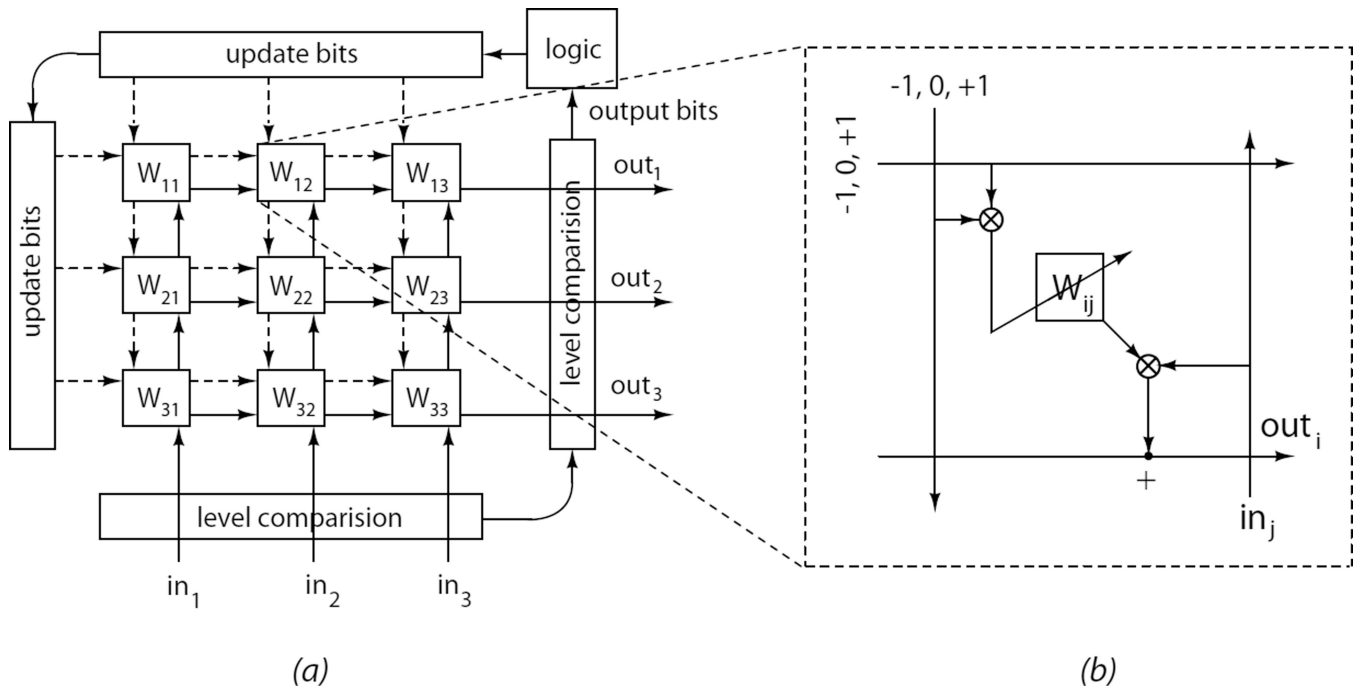 update bits
logic
output bits
update bits
W11
W12
W13
out1
W21
W22
W23
out2
W31
W32
W33
out3
level comparision
level comparision
in1
in2
in3
(a)
-1, 0, +1
-1, 0, +1
Wij
outi
+
inj
(b)